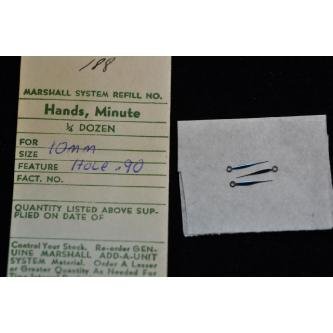 188
MARSHALL SYSTEM REFILL NO.
Hands, Minute
¼ DOZEN
FOR
SIZE 10mm
FEATURE Hole .90
FACT. NO.
QUANTITY LISTED ABOVE SUP-
PLIED ON DATE OF
Control Your Stock. Re-order GEN-
UINE MARSHALL ADD-A-UNIT
SYSTEM Material. Order A Lesser
or Greater Quantity As Needed For